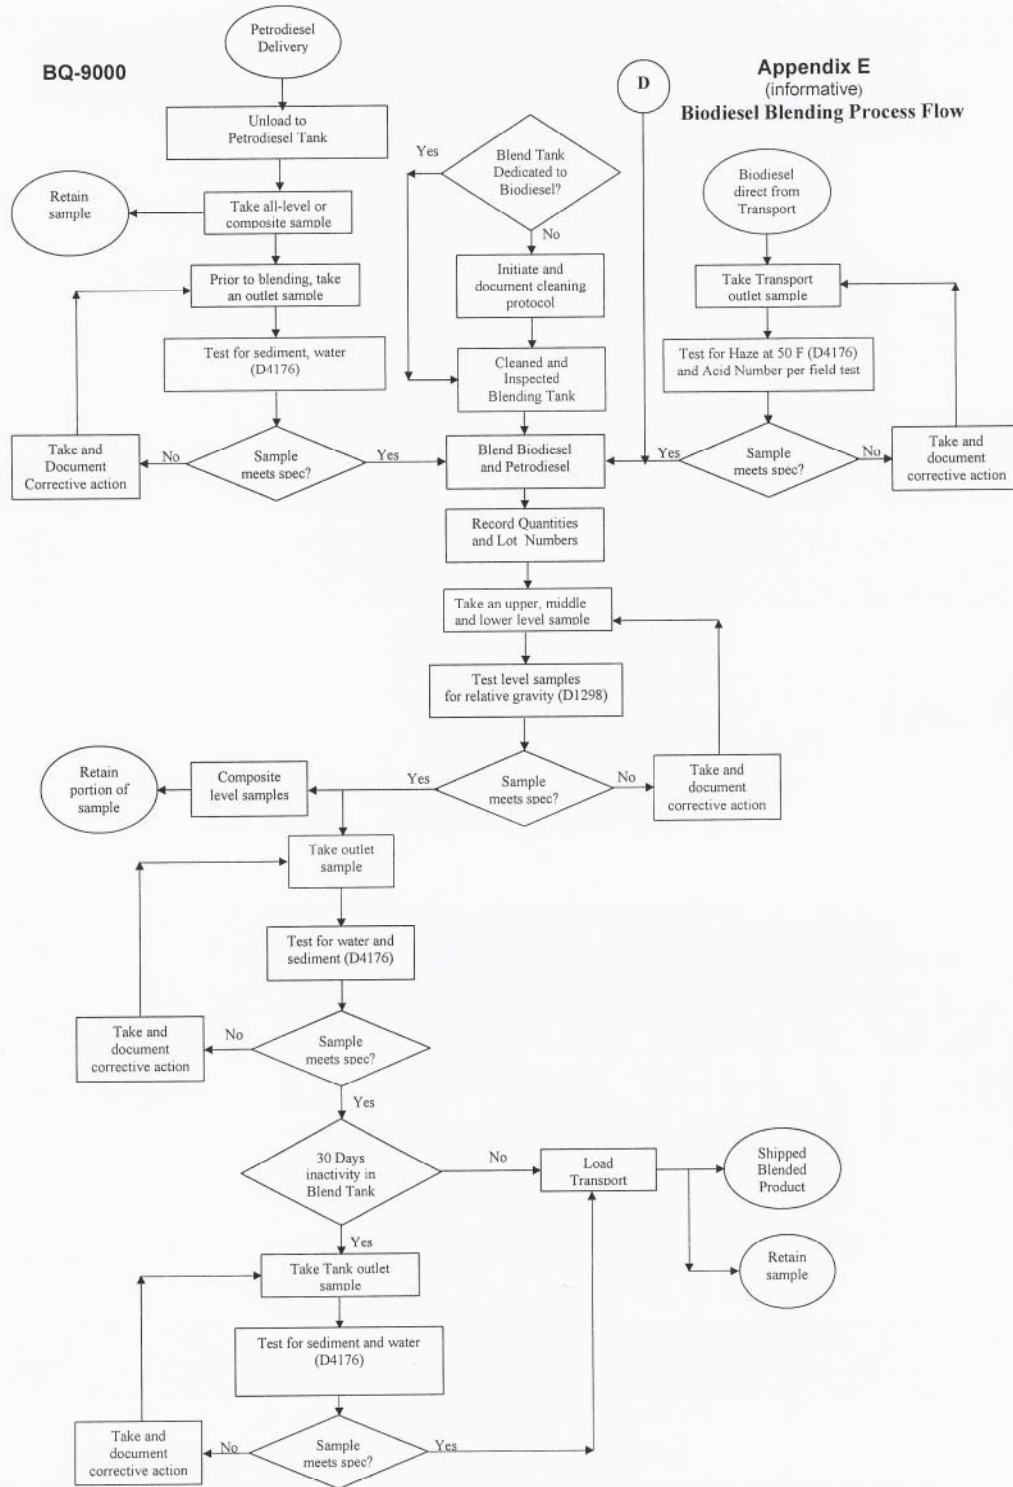 Petrodiesel
Delivery
BQ-9000
D
Appendix E
(informative)
Biodiesel Blending Process Flow
Unload to
Petrodiesel Tank
Yes
Blend Tank
Dedicated to
Biodiesel?
Biodiesel
direct from
Transport
Retain
sample
Take all-level or
composite sample
No
Prior to blending, take
an outlet sample
Initiate and
document cleaning
protocol
Take Transport
outlet sample
Test for sediment, water
(D4176)
Cleaned and
Inspected
Blending Tank
Test for Haze at 50 F (D4176)
and Acid Number per field test
Take and
Document
Corrective action
No
Sample
meets spec?
Yes
Blend Biodiesel
and Petrodiesel
Yes
Sample
meets spec?
No
Take and
document
corrective action
Record Quantities
and Lot Numbers
Take an upper, middle
and lower level sample
Test level samples
for relative gravity (D1298)
Retain
portion of
sample
Composite
level samples
Yes
Sample
meets spec?
No
Take and
document
corrective action
Take outlet
sample
Test for water and
sediment (D4176)
Take and
document
corrective action
No
Sample
meets spec?
Yes
30 Days
inactivity in
Blend Tank
No
Load
Transport
Shipped
Blended
Product
Yes
Retain
sample
Take Tank outlet
sample
Test for sediment and water
(D4176)
Take and
document
corrective action
No
Sample
meets spec?
Yes